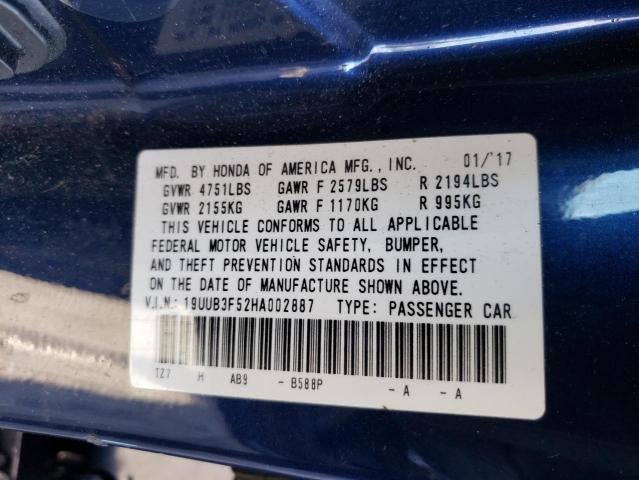 MFD. BY HONDA OF AMERICA MFG., INC. 01/'17
GVWR 4751LBS GAWR F 2579LBS R 2194LBS
GVWR 2155KG GAWR F 1170KG R 995KG
THIS VEHICLE CONFORMS TO ALL APPLICABLE
FEDERAL MOTOR VEHICLE SAFETY, BUMPER,
AND THEFT PREVENTION STANDARDS IN EFFECT
ON THE DATE OF MANUFACTURE SHOWN ABOVE.
V.I.N.: 19UUB3F52HA002887 TYPE: PASSENGER CAR
TZ7 H AB9 - B588P - A - A